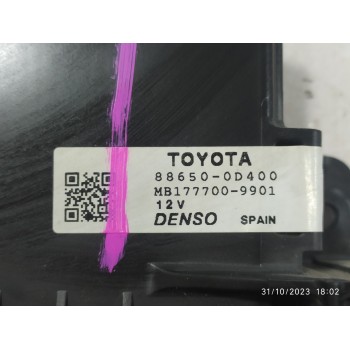 TOYOTA
88650-0D400
MB177700-9901
12V
DENSO SPAIN
31/10/2023 18:02